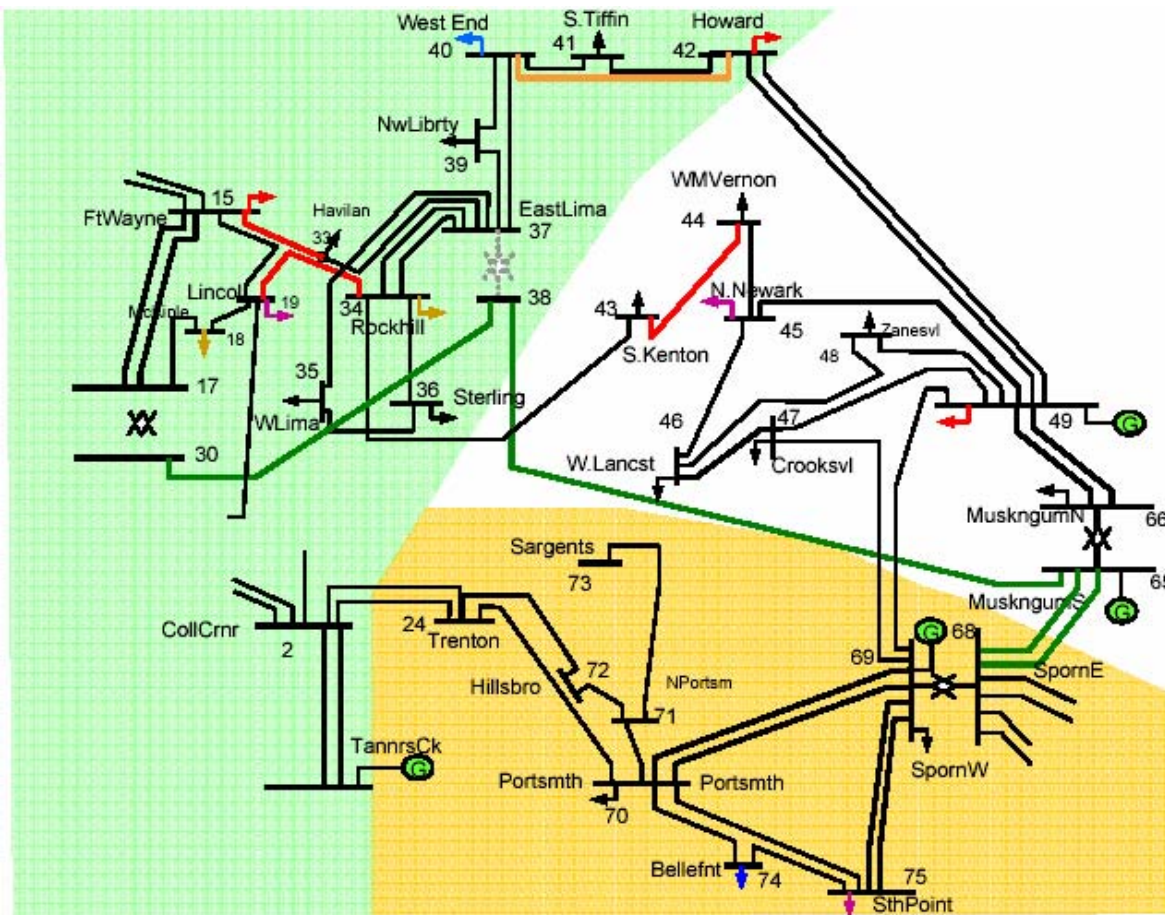 West End
S.Tiffin
Howard
40
41
42
NwLibrty
39
WMVernon
15
FtWayne
Havilan
33
EastLima
37
44
Lincoln
19
34
38
43
N.Newark
45
18
Rockhill
S.Kenton
Zanesvl
48
17
35
36
Sterling
WLima
46
47
49
G
30
W.Lancst
Crooksvl
MuskngumN
66
Sargents
73
65
MuskngumS
G
CollCrnr
2
24
Trenton
G
68
69
72
Hillsbro
NPortsm
SpornE
71
TannrsCk
G
SpornW
Portsmth
Portsmth
70
Bellefnt
74
75
SthPoint